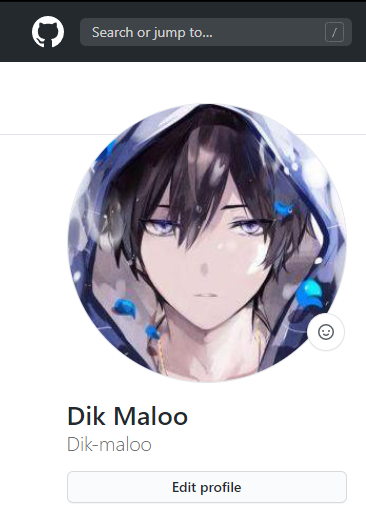 Search or jump to...
/
Dik Maloo
Dik-maloo
Edit profile